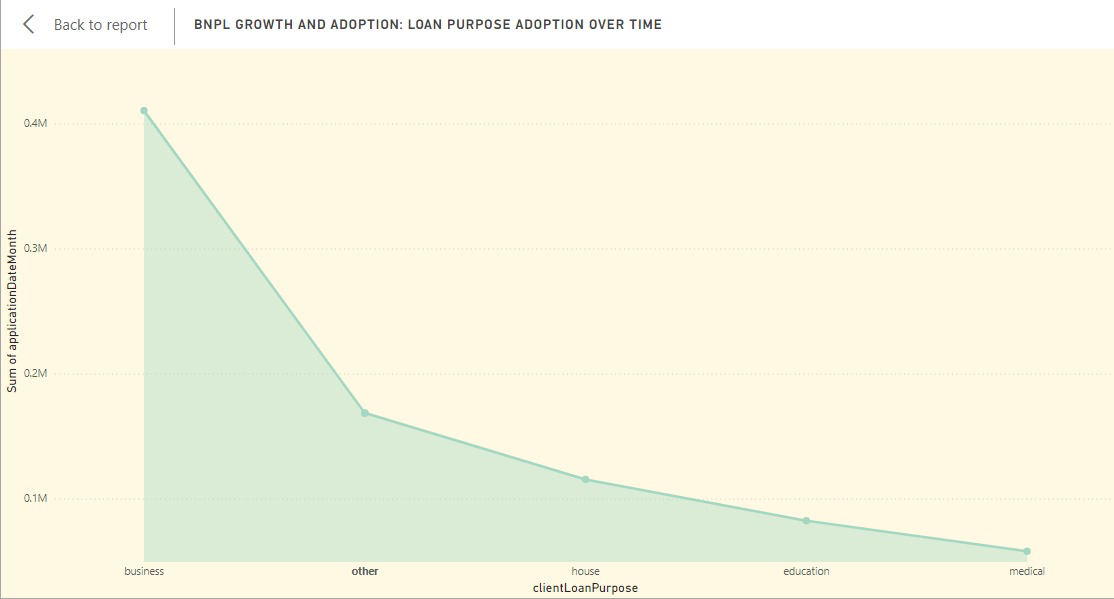 Back to report
BNPL GROWTH AND ADOPTION: LOAN PURPOSE ADOPTION OVER TIME
Sum of applicationDateMonth
0.4M
0.3M
0.2M
0.1M
business other house education medical
clientLoanPurpose